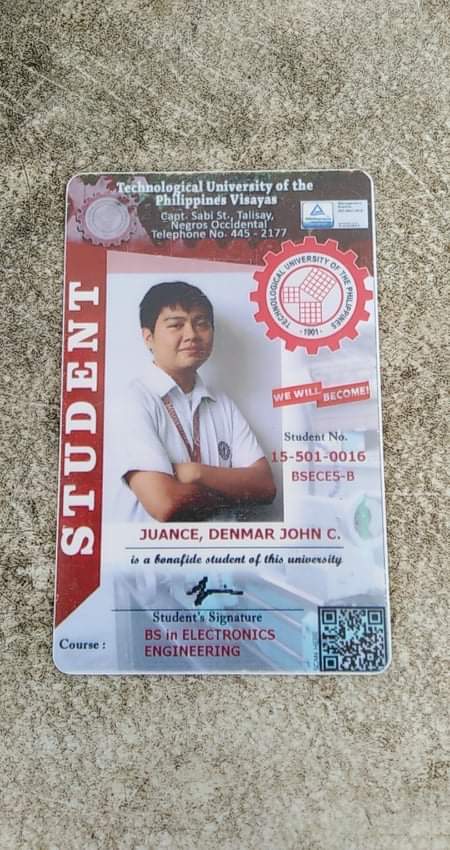 Technological University of the
Philippines Visayas
Capt. Sabi St., Talisay,
Negros Occidental
Telephone No. 445 - 2177
TECHNOLOGICAL UNIVERSITY OF THE PHILIPPINES
· 1901 ·
STUDENT
WE WILL BECOME!
Student No.
15-501-0016
BSECE5-B
JUANCE, DENMAR JOHN C.
is a bonafide student of this university
Student's Signature
Course :
BS in ELECTRONICS
ENGINEERING